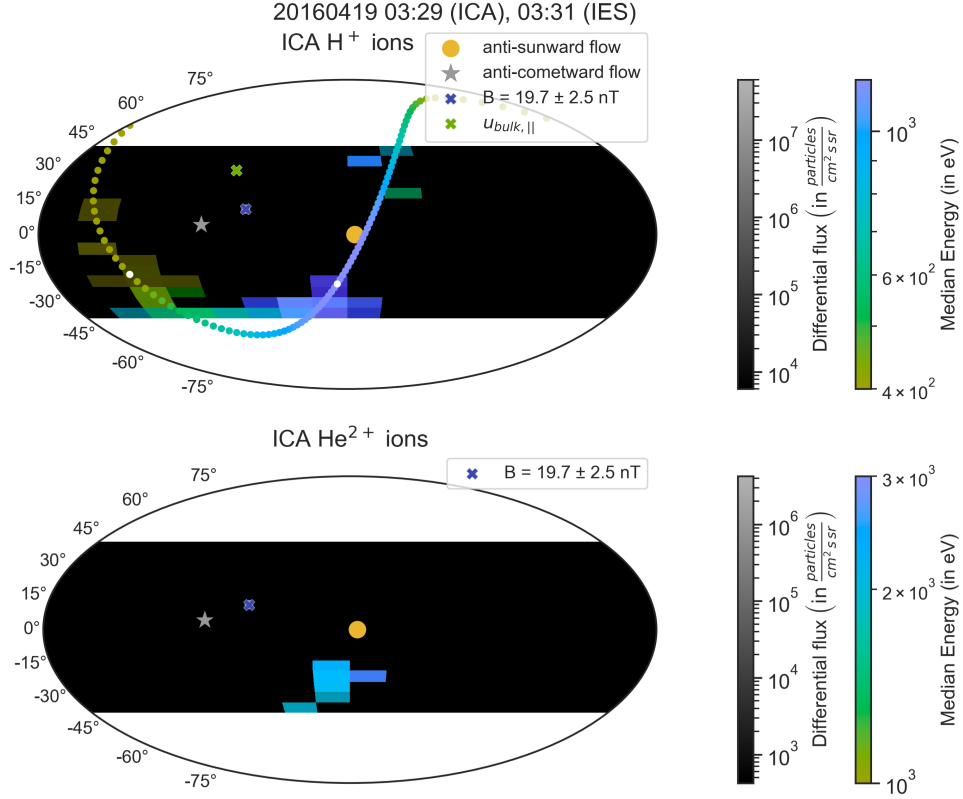 20160419 03:29 (ICA), 03:31 (IES)
ICA H⁺ ions
anti-sunward flow
anti-cometward flow
B = 19.7 ± 2.5 nT
u_{bulk,||}
75°
60°
45°
30°
15°
0°
-15°
-30°
-45°
-60°
-75°
10⁷
10⁶
10⁵
10⁴
Differential flux (in particles / cm² s sr)
10³
6 × 10²
4 × 10²
Median Energy (in eV)
ICA He²⁺ ions
B = 19.7 ± 2.5 nT
75°
60°
45°
30°
15°
0°
-15°
-30°
-45°
-60°
-75°
10⁶
10⁵
10⁴
10³
Differential flux (in particles / cm² s sr)
3 × 10³
2 × 10³
10³
Median Energy (in eV)